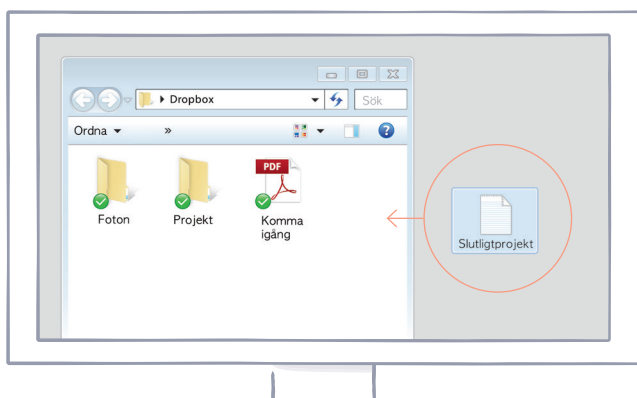 Dropbox
Sök
Ordna
»
?
PDF
Foton
Projekt
Komma
igång
Slutligtprojekt